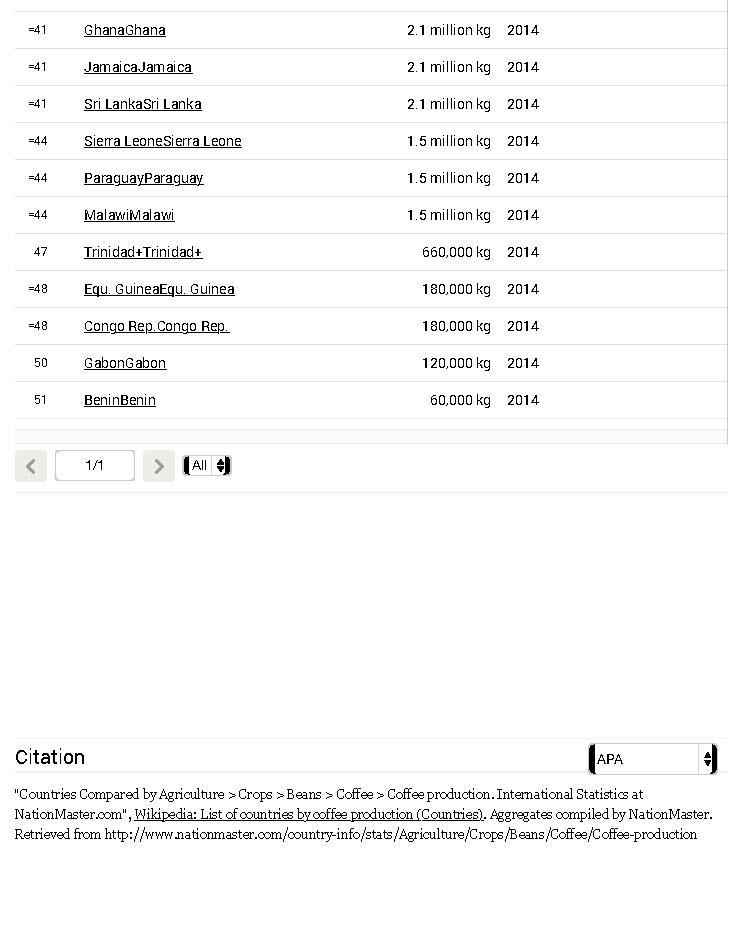 =41 GhanaGhana 2.1 million kg 2014
=41 JamaicaJamaica 2.1 million kg 2014
=41 Sri LankaSri Lanka 2.1 million kg 2014
=44 Sierra LeoneSierra Leone 1.5 million kg 2014
=44 ParaguayParaguay 1.5 million kg 2014
=44 MalawiMalawi 1.5 million kg 2014
47 Trinidad+Trinidad+ 660,000 kg 2014
=48 Equ. GuineaEqu. Guinea 180,000 kg 2014
=48 Congo Rep.Congo Rep. 180,000 kg 2014
50 GabonGabon 120,000 kg 2014
51 BeninBenin 60,000 kg 2014
1/1 All
Citation APA
"Countries Compared by Agriculture > Crops > Beans > Coffee > Coffee production. International Statistics at
NationMaster.com", Wikipedia: List of countries by coffee production (Countries). Aggregates compiled by NationMaster.
Retrieved from http://www.nationmaster.com/country-info/stats/Agriculture/Crops/Beans/Coffee/Coffee-production